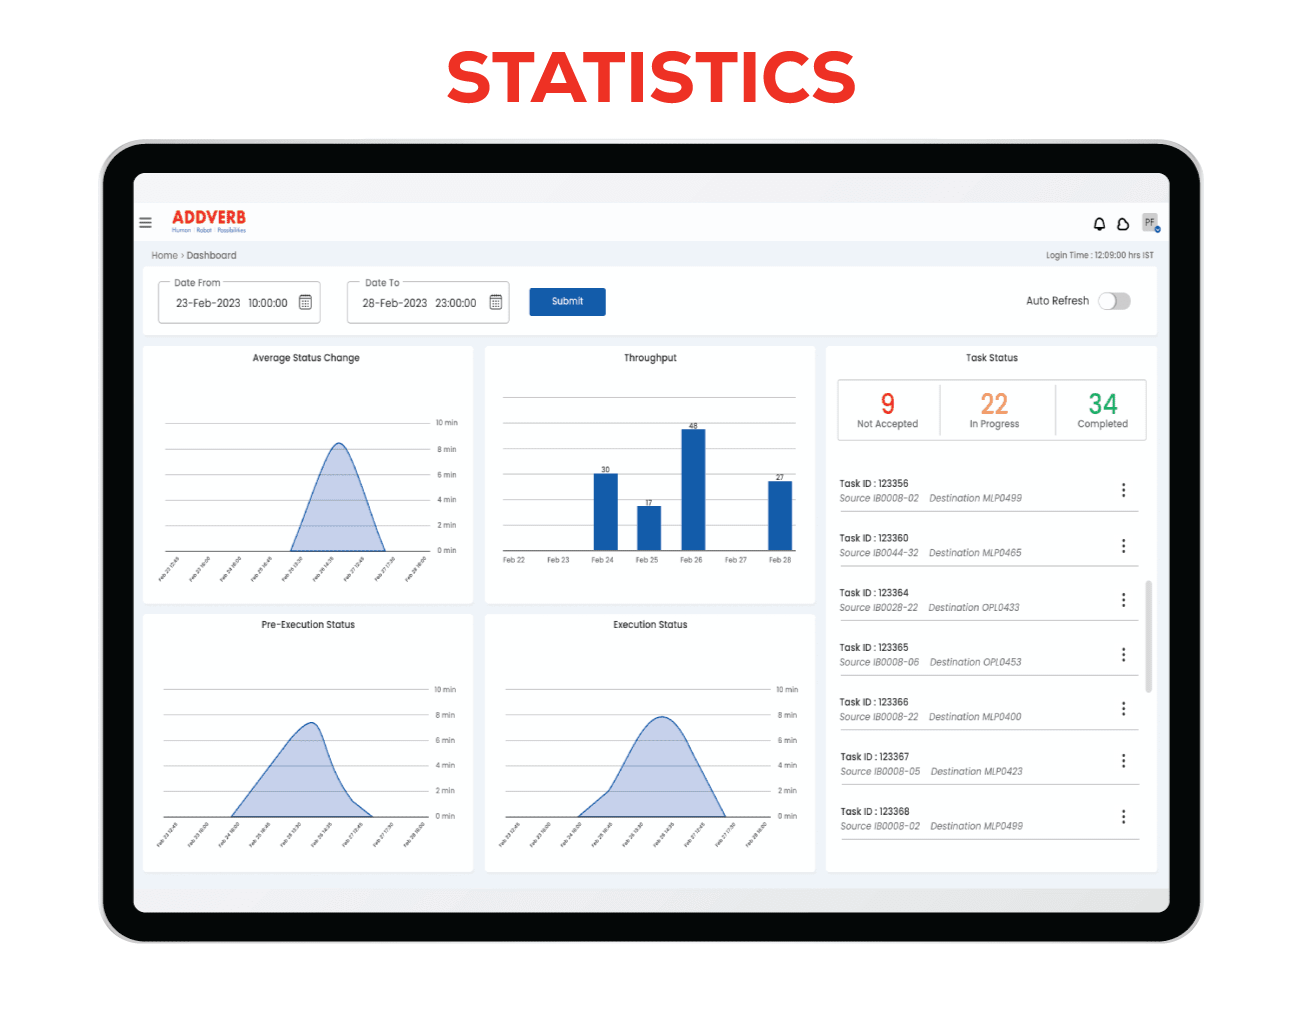 STATISTICS
ADDVERB
Human · Robot · Possibilities
PF
Home › Dashboard
Login Time : 12:09:00 hrs IST
Date From
23-Feb-2023 10:00:00
Date To
28-Feb-2023 23:00:00
Submit
Auto Refresh
Average Status Change
10 min
8 min
6 min
4 min
2 min
0 min
Throughput
30
17
48
27
Feb 22 Feb 23 Feb 24 Feb 25 Feb 26 Feb 27 Feb 28
Task Status
9 22 34
Not Accepted In Progress Completed
Task ID : 123356
Source IB0008-02 Destination MLP0499
Task ID : 123360
Source IB0044-32 Destination MLP0465
Task ID : 123364
Source IB0028-22 Destination OPL0433
Task ID : 123365
Source IB0008-06 Destination OPL0453
Task ID : 123366
Source IB0008-22 Destination MLP0400
Task ID : 123367
Source IB0008-05 Destination MLP0423
Task ID : 123368
Source IB0008-02 Destination MLP0499
Pre-Execution Status
10 min
8 min
6 min
4 min
2 min
0 min
Execution Status
10 min
8 min
6 min
4 min
2 min
0 min